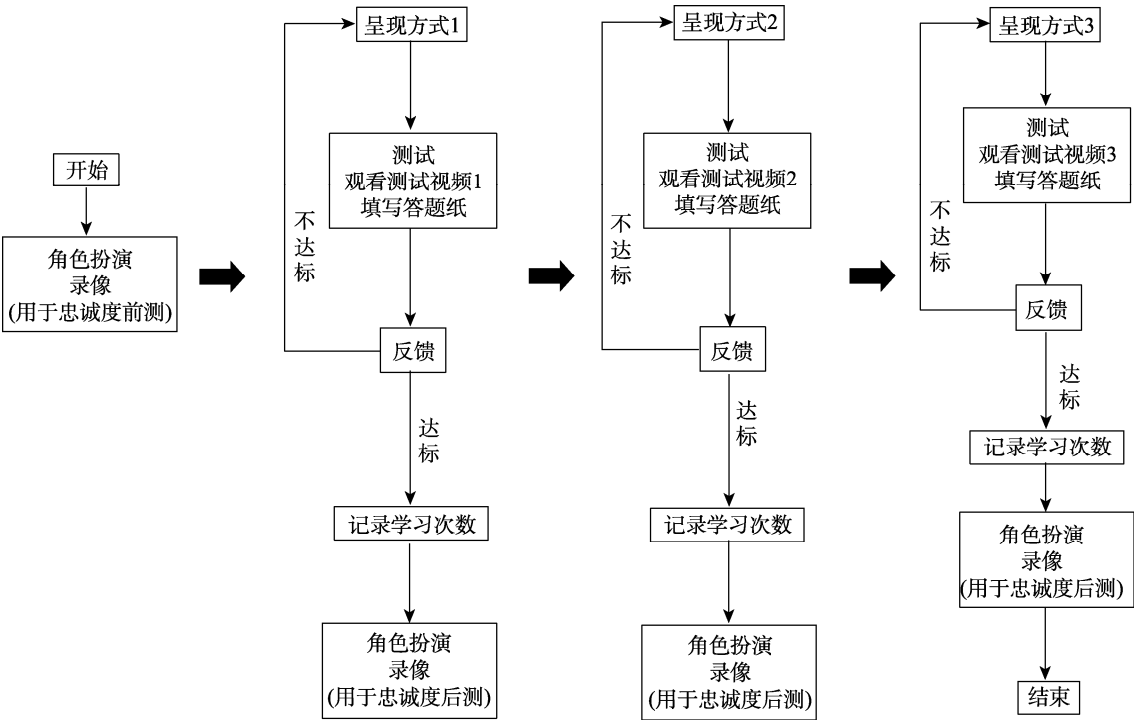 开始
角色扮演
录像
(用于忠诚度前测)
呈现方式1
测试
观看测试视频1
填写答题纸
不达标
反馈
达标
记录学习次数
角色扮演
录像
(用于忠诚度后测)
呈现方式2
测试
观看测试视频2
填写答题纸
不达标
反馈
达标
记录学习次数
角色扮演
录像
(用于忠诚度后测)
呈现方式3
测试
观看测试视频3
填写答题纸
不达标
反馈
达标
记录学习次数
角色扮演
录像
(用于忠诚度后测)
结束